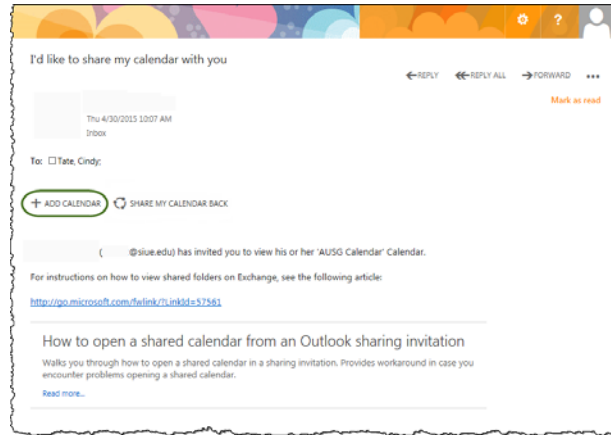 ?
I'd like to share my calendar with you
REPLY REPLY ALL FORWARD •••
Mark as read
Thu 4/30/2015 10:07 AM
Inbox
To: Tate, Cindy;
+ ADD CALENDAR SHARE MY CALENDAR BACK
( @siue.edu) has invited you to view his or her 'AUSG Calendar' Calendar.
For instructions on how to view shared folders on Exchange, see the following article:
http://go.microsoft.com/fwlink/?LinkId=57561
How to open a shared calendar from an Outlook sharing invitation
Walks you through how to open a shared calendar in a sharing invitation. Provides workaround in case you
encounter problems opening a shared calendar.
Read more...